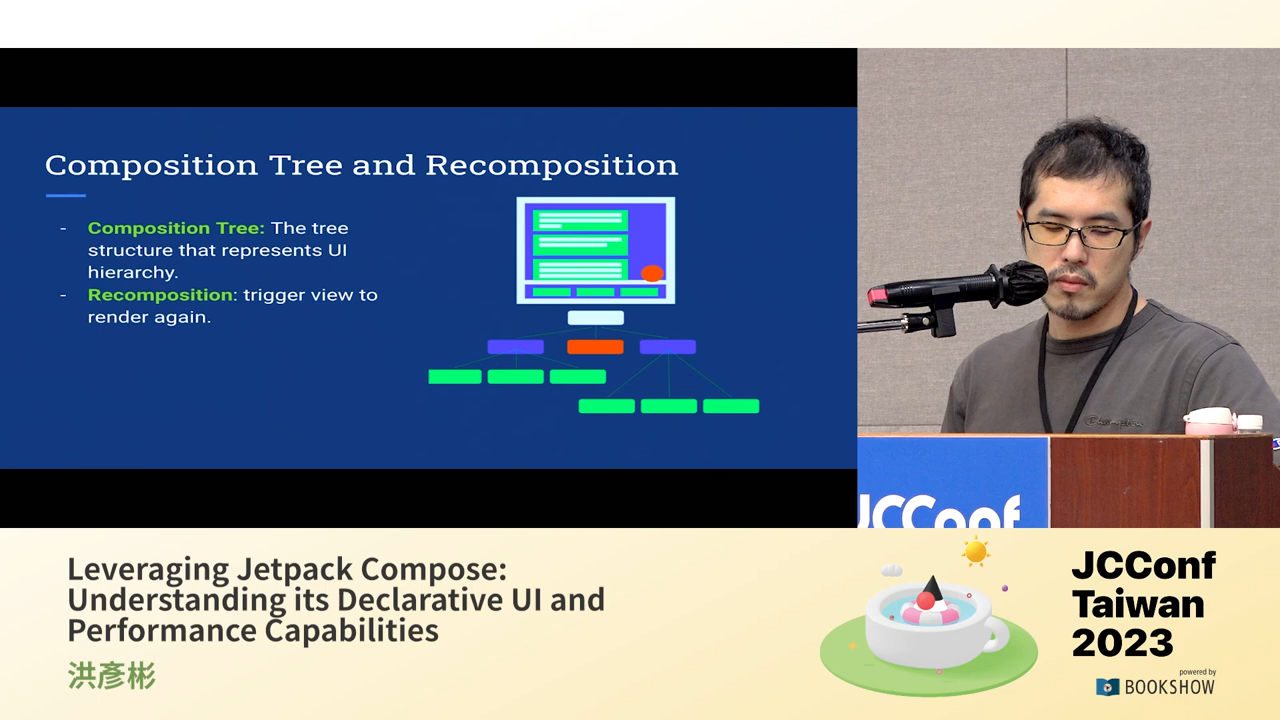 Composition Tree and Recomposition
- Composition Tree: The tree
structure that represents UI
hierarchy.
- Recomposition: trigger view to
render again.
JCConf
Leveraging Jetpack Compose:
Understanding its Declarative UI and
Performance Capabilities
洪彥彬
JCConf
Taiwan
2023
powered by
BOOKSHOW